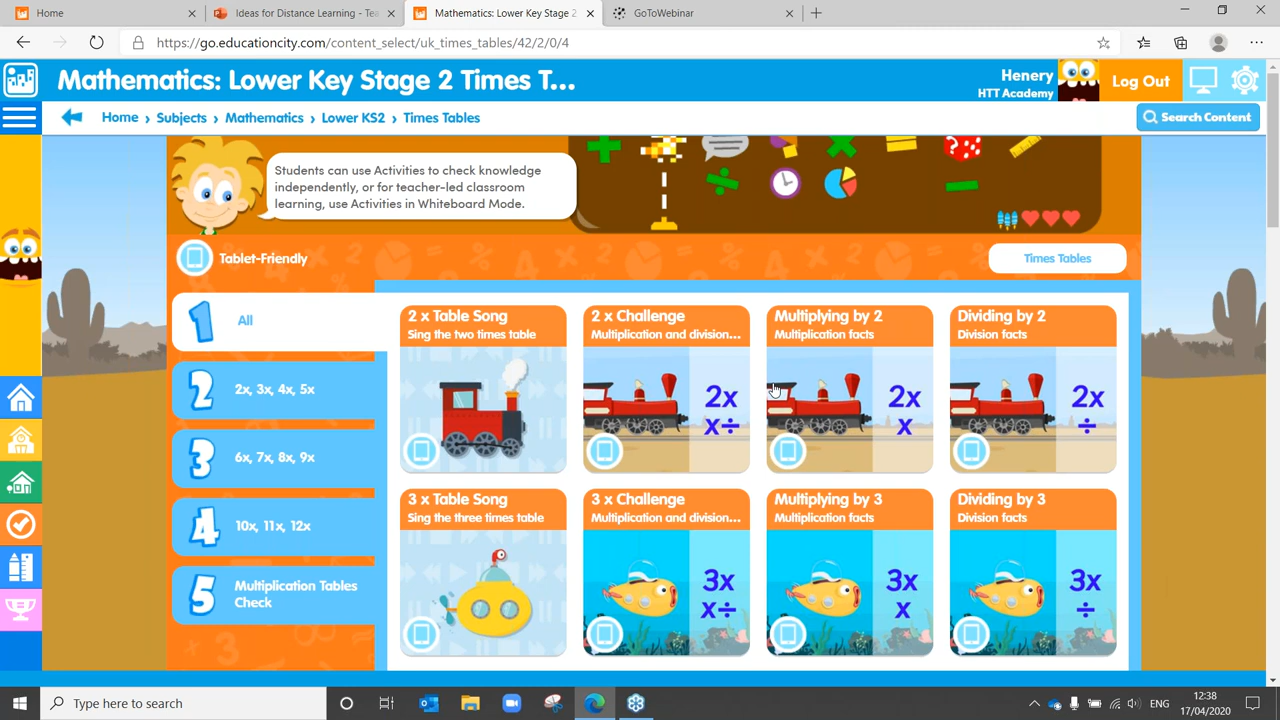 Home
Ideas for Distance Learning - Tea
Mathematics: Lower Key Stage 2
GoToWebinar
https://go.educationcity.com/content_select/uk_times_tables/42/2/0/4
Mathematics: Lower Key Stage 2 Times T...
Henery
HTT Academy
Log Out
Home › Subjects › Mathematics › Lower KS2 › Times Tables
Search Content
Students can use Activities to check knowledge
independently, or for teacher-led classroom
learning, use Activities in Whiteboard Mode.
Tablet-Friendly
Times Tables
1 All
2 2x, 3x, 4x, 5x
3 6x, 7x, 8x, 9x
4 10x, 11x, 12x
5 Multiplication Tables
Check
2 x Table Song
Sing the two times table
2 x Challenge
Multiplication and division...
2x
x÷
Multiplying by 2
Multiplication facts
2x
x
Dividing by 2
Division facts
2x
÷
3 x Table Song
Sing the three times table
3 x Challenge
Multiplication and division...
3x
x÷
Multiplying by 3
Multiplication facts
3x
x
Dividing by 3
Division facts
3x
÷
Type here to search
ENG
12:38
17/04/2020